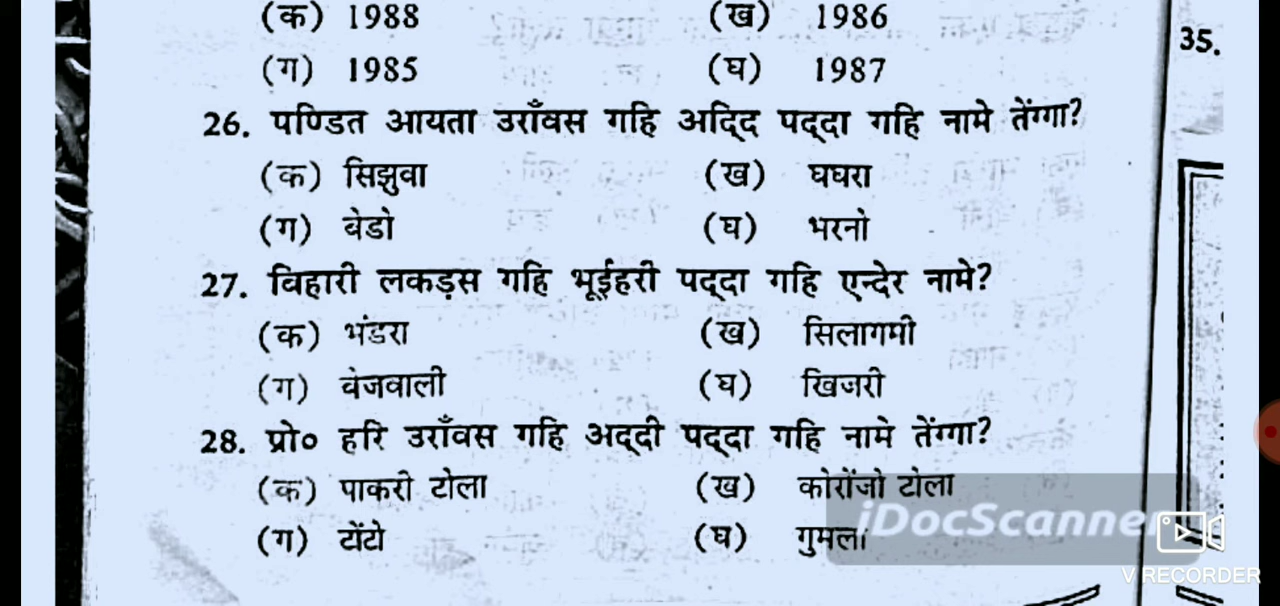 (क) 1988 (ख) 1986
35.
(ग) 1985 (घ) 1987
26. पण्डित आयता उराँवस गहि अद्दि पद्दा गहि नामे तेंग्गा?
(क) सिझुवा (ख) घघरा
(ग) बेडो (घ) भरनो
27. विहारी लकड़स गहि भूईहरी पद्दा गहि एन्देर नामे?
(क) भंडरा (ख) सिलागमी
(ग) बेजवाली (घ) खिजरी
28. प्रो० हरि उराँवस गहि अद्दी पद्दा गहि नामे तेंग्गा?
(क) पाकरी टोला (ख) कोरोंजो टोला
(ग) टोंटो (घ) गुमला
iDocScanne
V RECORDER